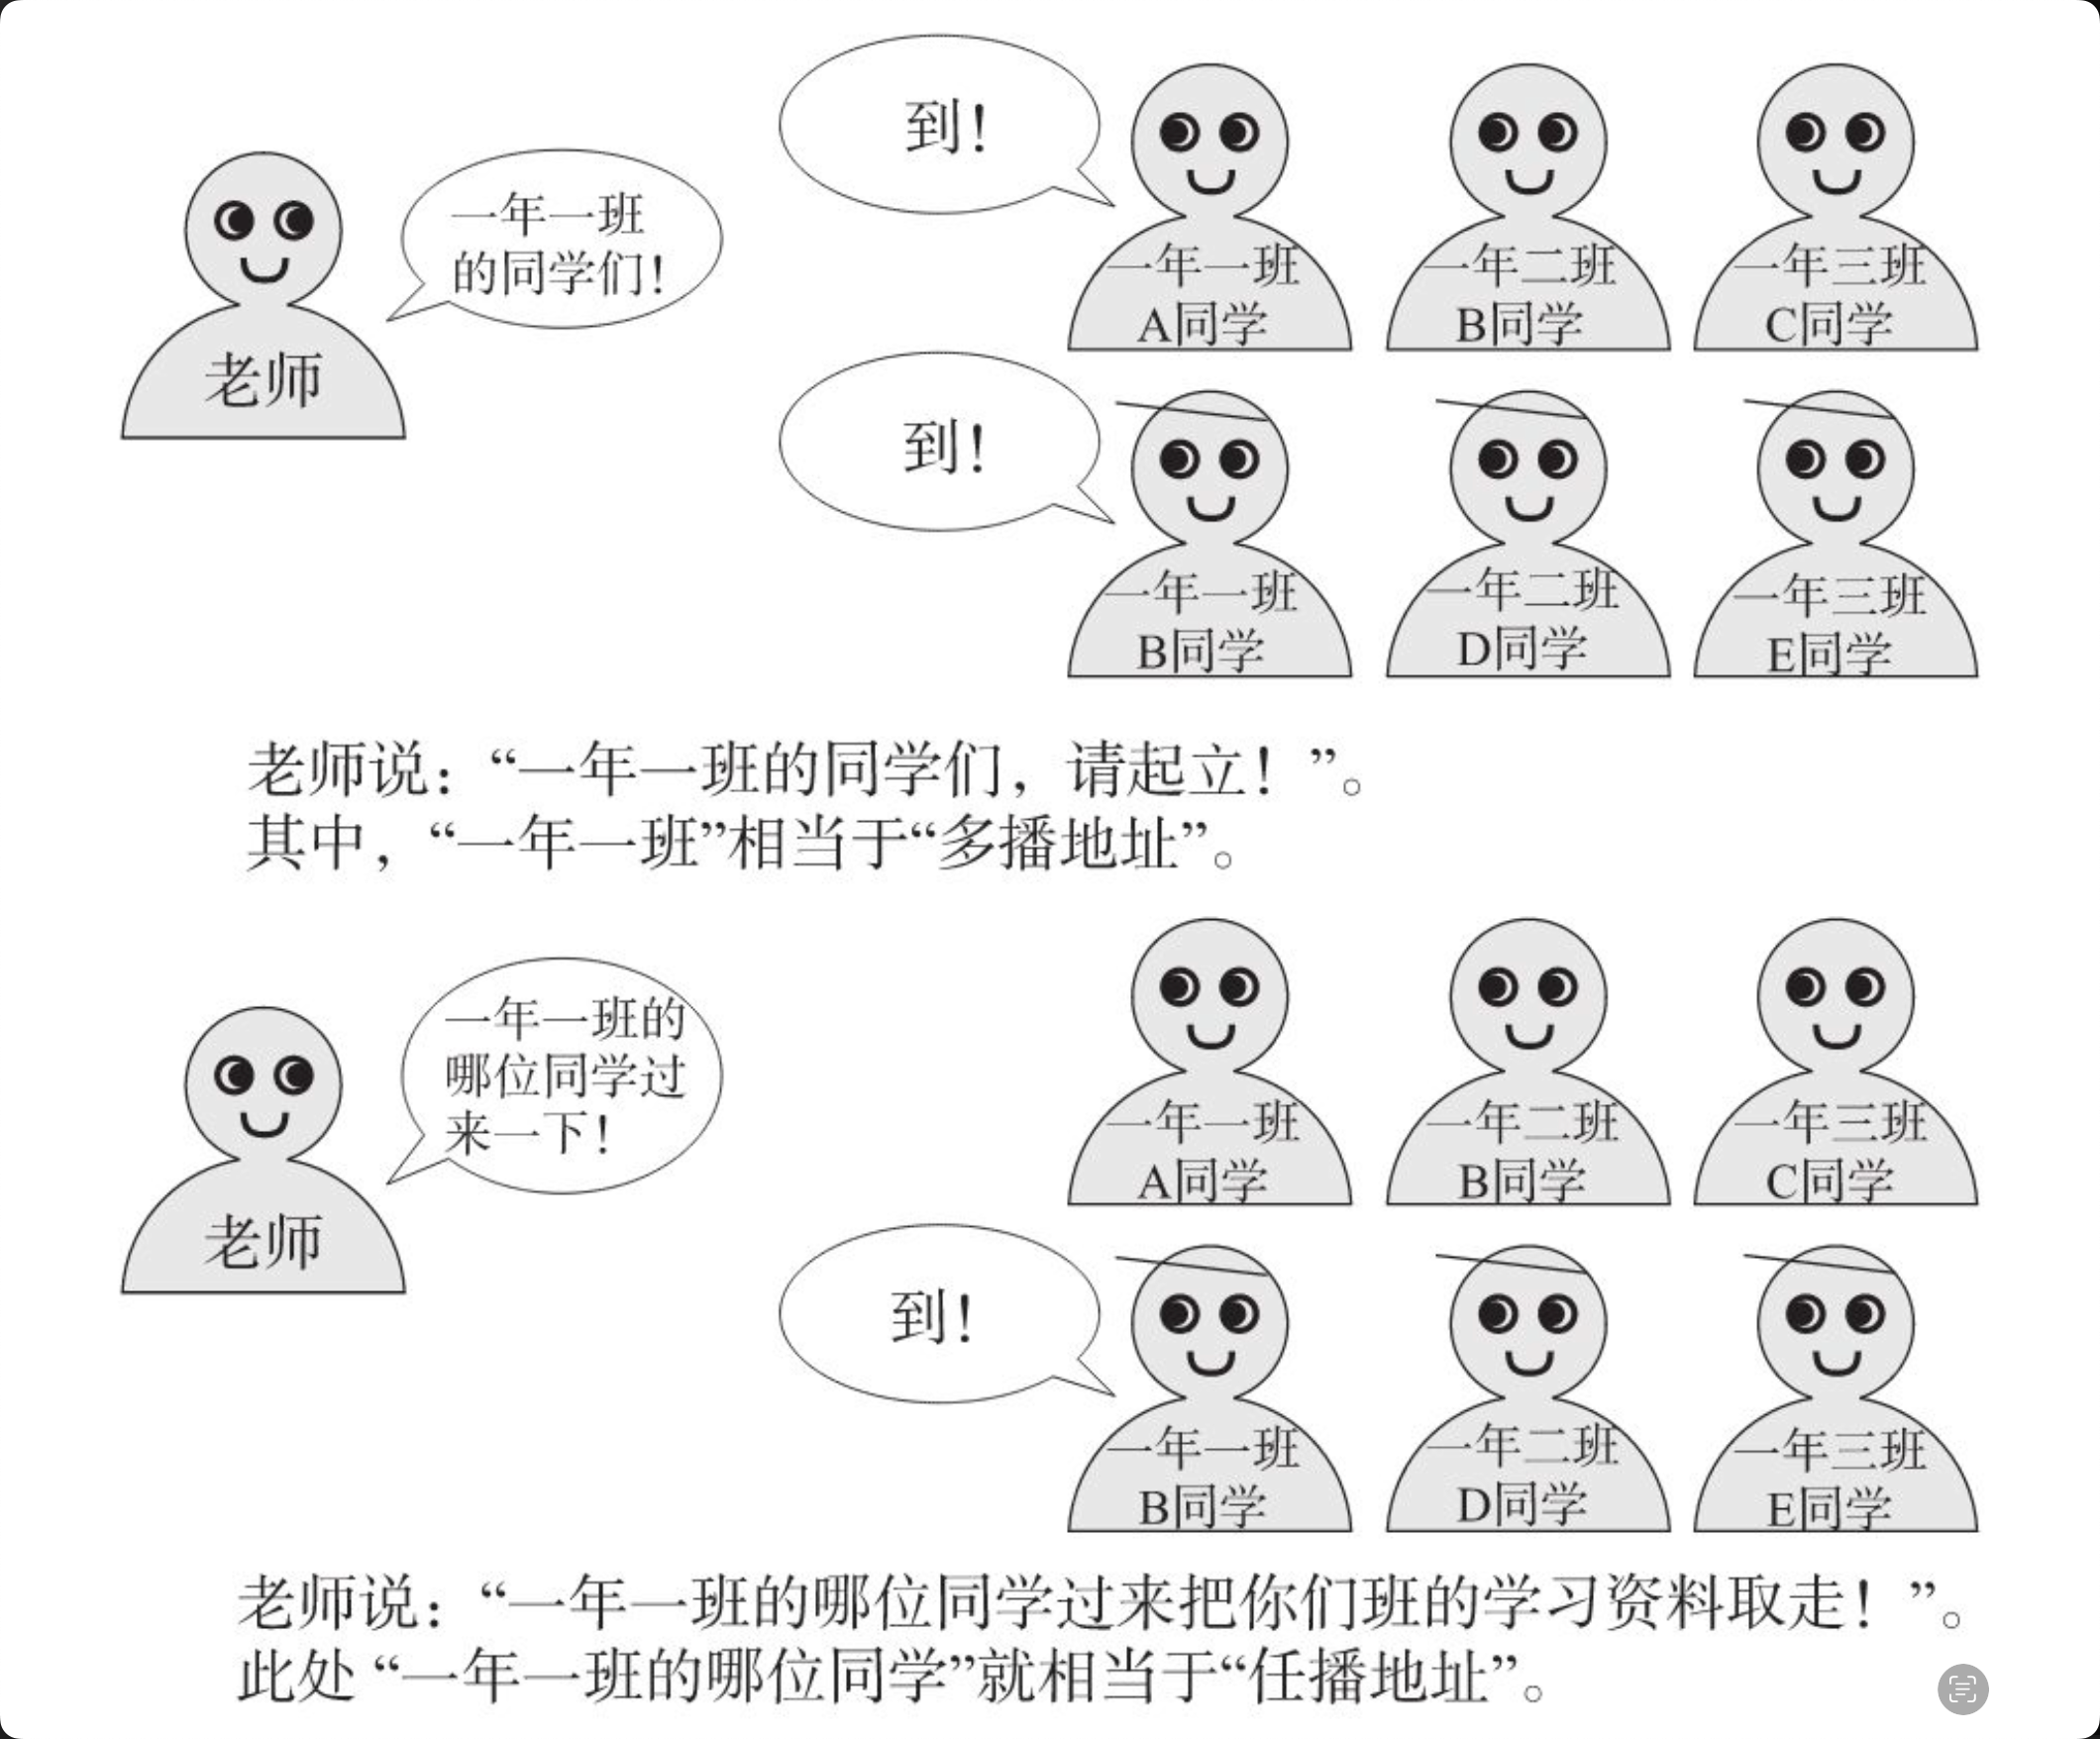 到！
一年一班
的同学们！
老师
一年一班
A同学
一年二班
B同学
一年三班
C同学
到！
一年一班
B同学
一年二班
D同学
一年三班
E同学
老师说：“一年一班的同学们，请起立！”。
其中，“一年一班”相当于“多播地址”。
一年一班的
哪位同学过
来一下！
老师
一年一班
A同学
一年二班
B同学
一年三班
C同学
到！
一年一班
B同学
一年二班
D同学
一年三班
E同学
老师说：“一年一班的哪位同学过来把你们班的学习资料取走！”。
此处“一年一班的哪位同学”就相当于“任播地址”。